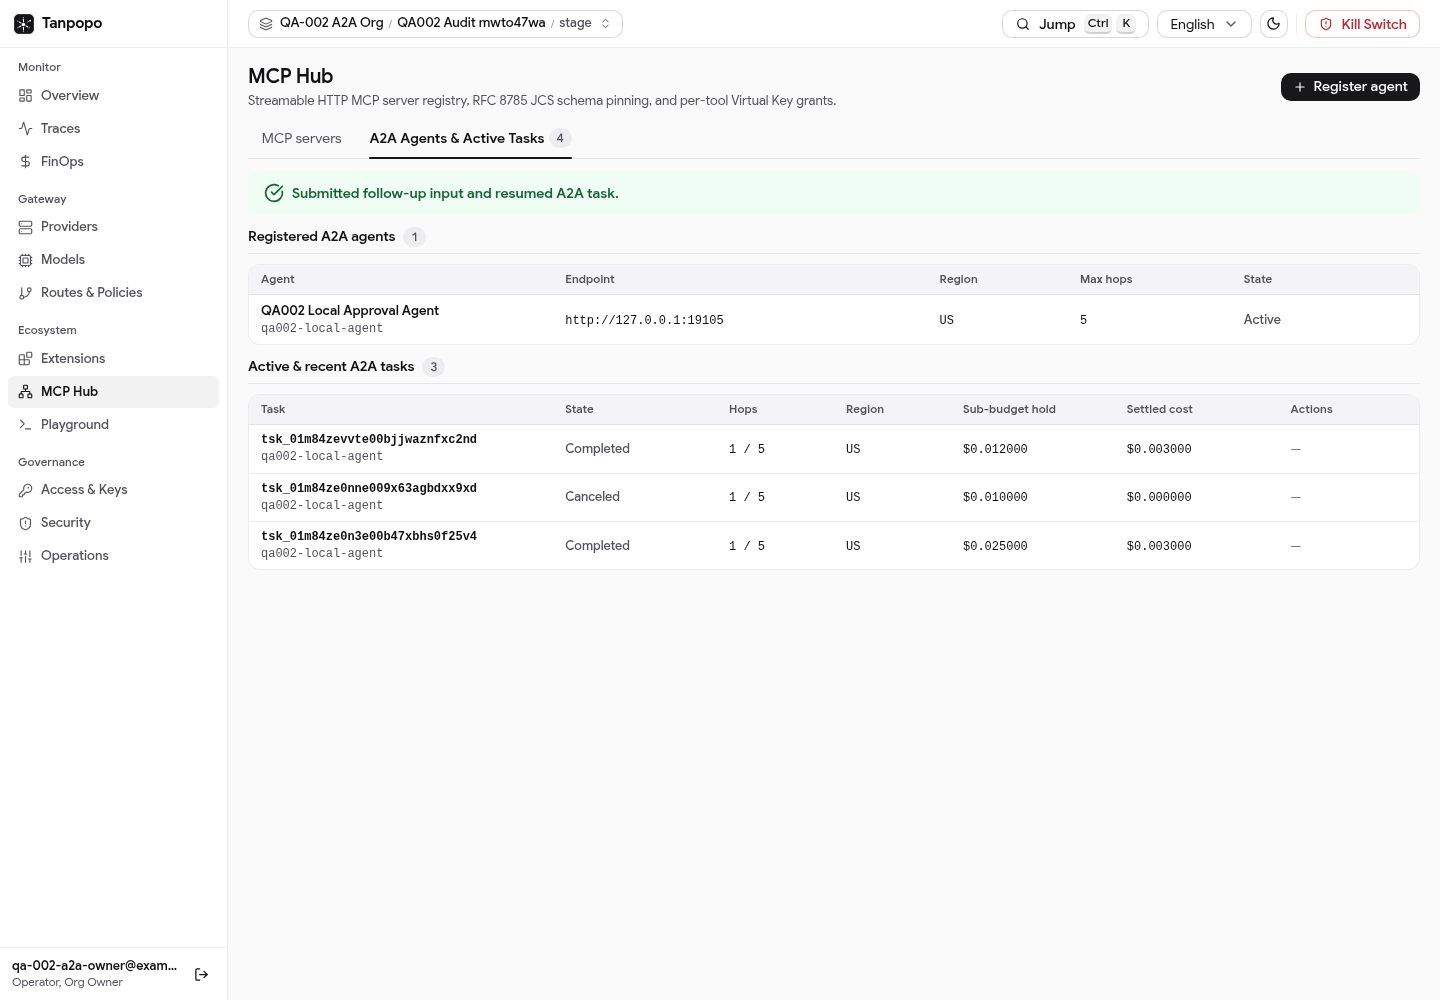 Tanpopo
QA-002 A2A Org / QA002 Audit mwto47wa / stage
Jump Ctrl K
English
Kill Switch
Monitor
Overview
Traces
FinOps
Gateway
Providers
Models
Routes & Policies
Ecosystem
Extensions
MCP Hub
Playground
Governance
Access & Keys
Security
Operations
qa-002-a2a-owner@exam...
Operator, Org Owner
MCP Hub
Streamable HTTP MCP server registry, RFC 8785 JCS schema pinning, and per-tool Virtual Key grants.
Register agent
MCP servers
A2A Agents & Active Tasks 4
Submitted follow-up input and resumed A2A task.
Registered A2A agents 1
Agent Endpoint Region Max hops State
QA002 Local Approval Agent
qa002-local-agent
http://127.0.0.1:19105 US 5 Active
Active & recent A2A tasks 3
Task State Hops Region Sub-budget hold Settled cost Actions
tsk_01m84zevvte00bjjwaznfxc2nd
qa002-local-agent
Completed 1 / 5 US $0.012000 $0.003000 —
tsk_01m84ze0nne009x63agbdxx9xd
qa002-local-agent
Canceled 1 / 5 US $0.010000 $0.000000 —
tsk_01m84ze0n3e00b47xbhs0f25v4
qa002-local-agent
Completed 1 / 5 US $0.025000 $0.003000 —